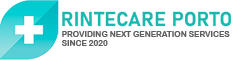 RINTECARE PORTO
PROVIDING NEXT GENERATION SERVICES
SINCE 2020